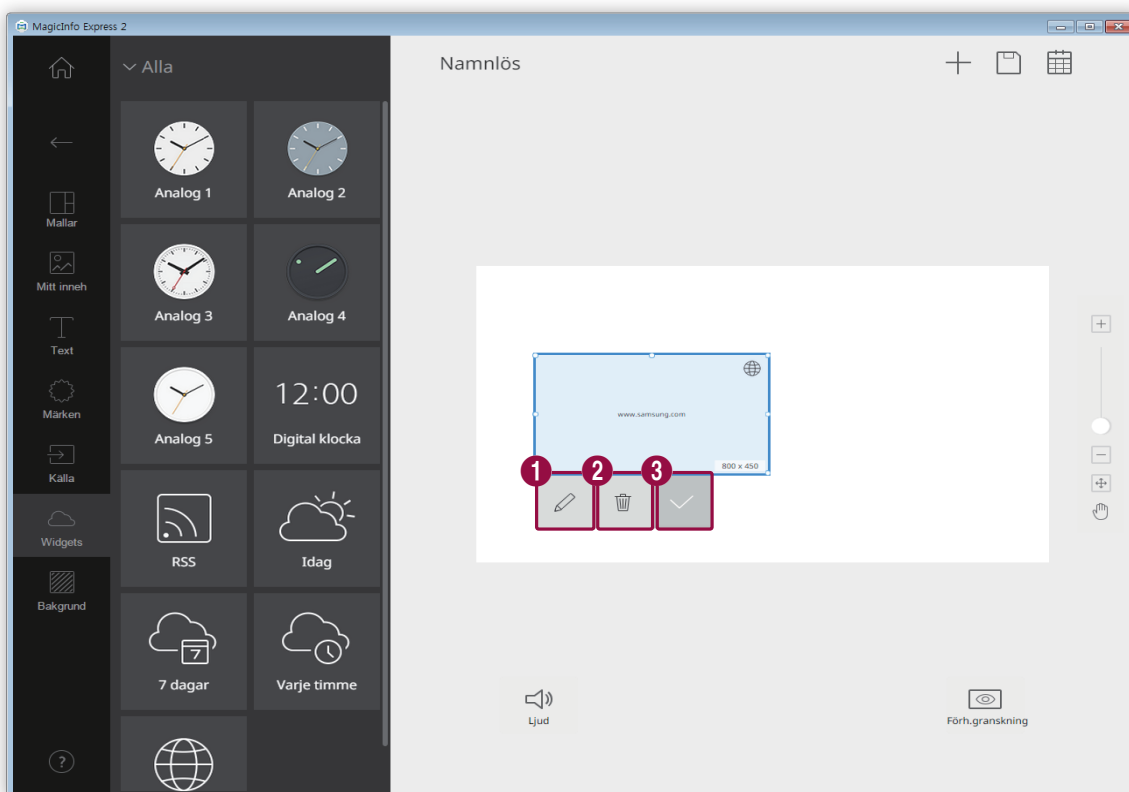 MagicInfo Express 2
Alla
Namnlös
Analog 1
Analog 2
Mallar
Mitt inneh
Analog 3
Analog 4
Text
Märken
12:00
Analog 5
Digital klocka
www.samsung.com
800 x 450
Källa
1
2
3
Widgets
RSS
Idag
Bakgrund
7
7 dagar
Varje timme
Ljud
Förh.granskning
?